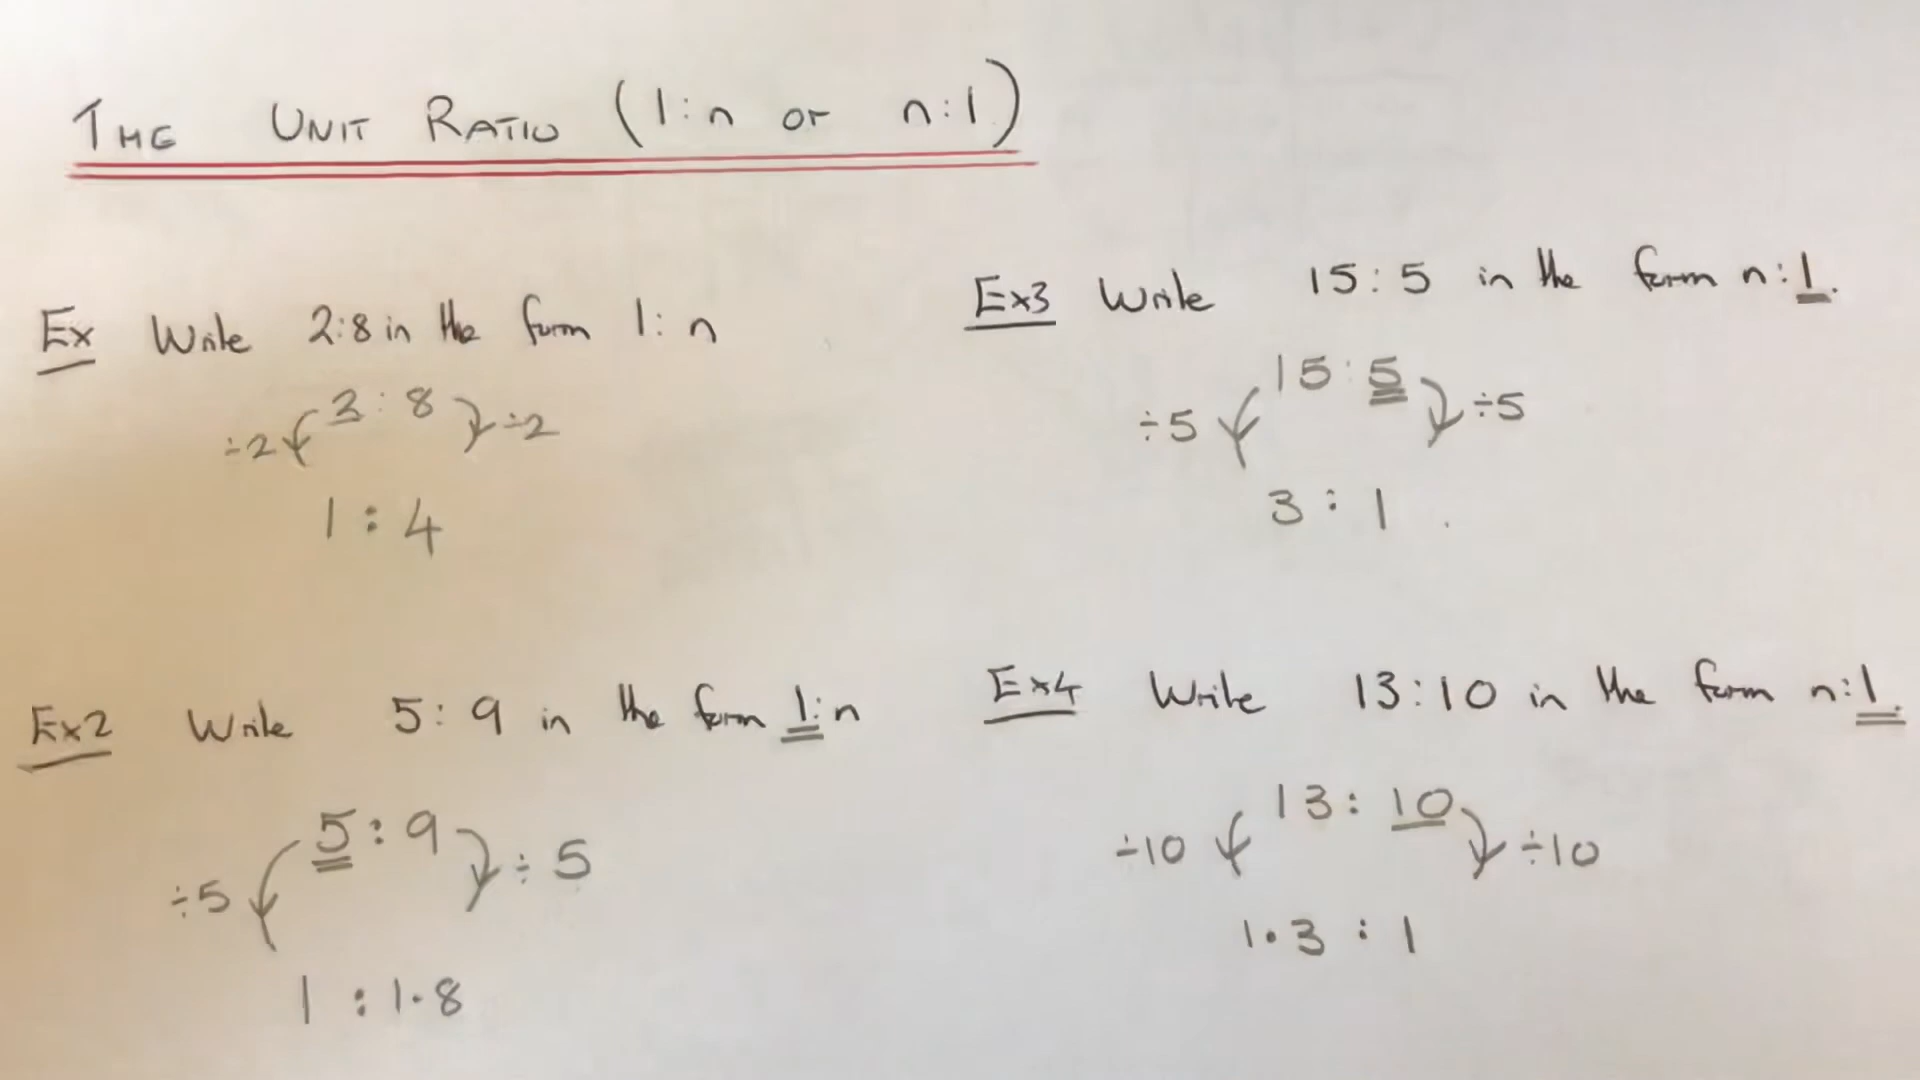 THE UNIT RATIO (1:n or n:1)
Ex Write 2:8 in the form 1: n
÷2 2 : 8 ÷2
1 : 4
Ex2 Write 5:9 in the form 1:n
÷5 5 : 9 ÷ 5
1 : 1.8
Ex3 Write 15:5 in the form n:1.
÷5 15:5 ÷5
3 : 1
Ex4 Write 13:10 in the form n:1.
÷10 13: 10 ÷10
1.3 : 1